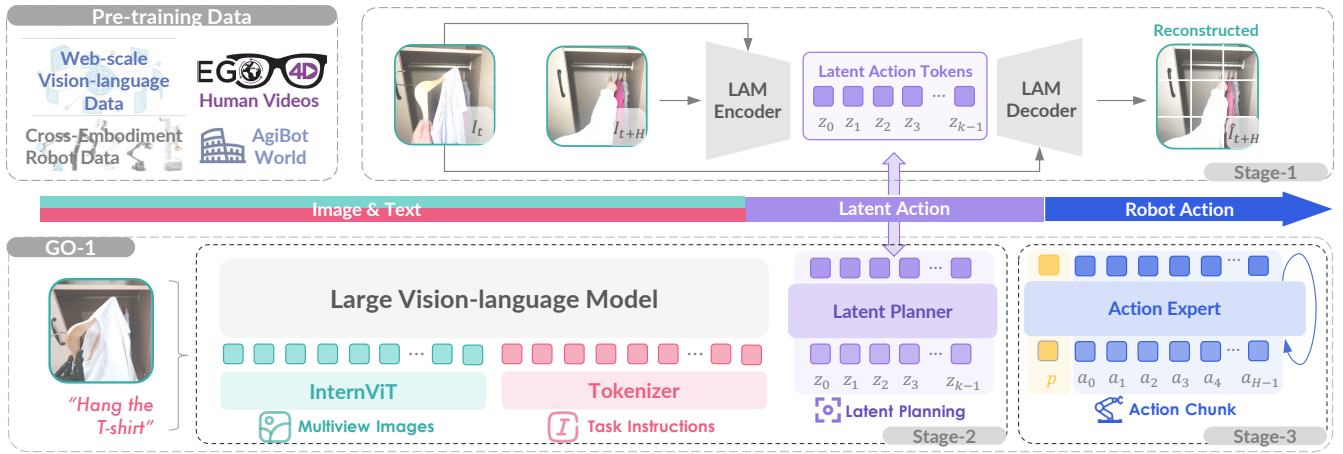 Pre-training Data
Web-scale
Vision-language
Data
EGO4D
Human Videos
Cross-Embodiment
Robot Data
AgiBot
World
I_t
I_{t+H}
LAM
Encoder
Latent Action Tokens
z_0 z_1 z_2 z_3 ... z_{k-1}
LAM
Decoder
Reconstructed
Î_{t+H}
Stage-1
Image & Text
Latent Action
Robot Action
GO-1
"Hang the
T-shirt"
Large Vision-language Model
...
...
InternViT
Tokenizer
Multiview Images
Task Instructions
...
Latent Planner
...
z_0 z_1 z_2 z_3 z_{k-1}
Latent Planning
Stage-2
...
Action Expert
...
p a_0 a_1 a_2 a_3 a_4 a_{H-1}
Action Chunk
Stage-3